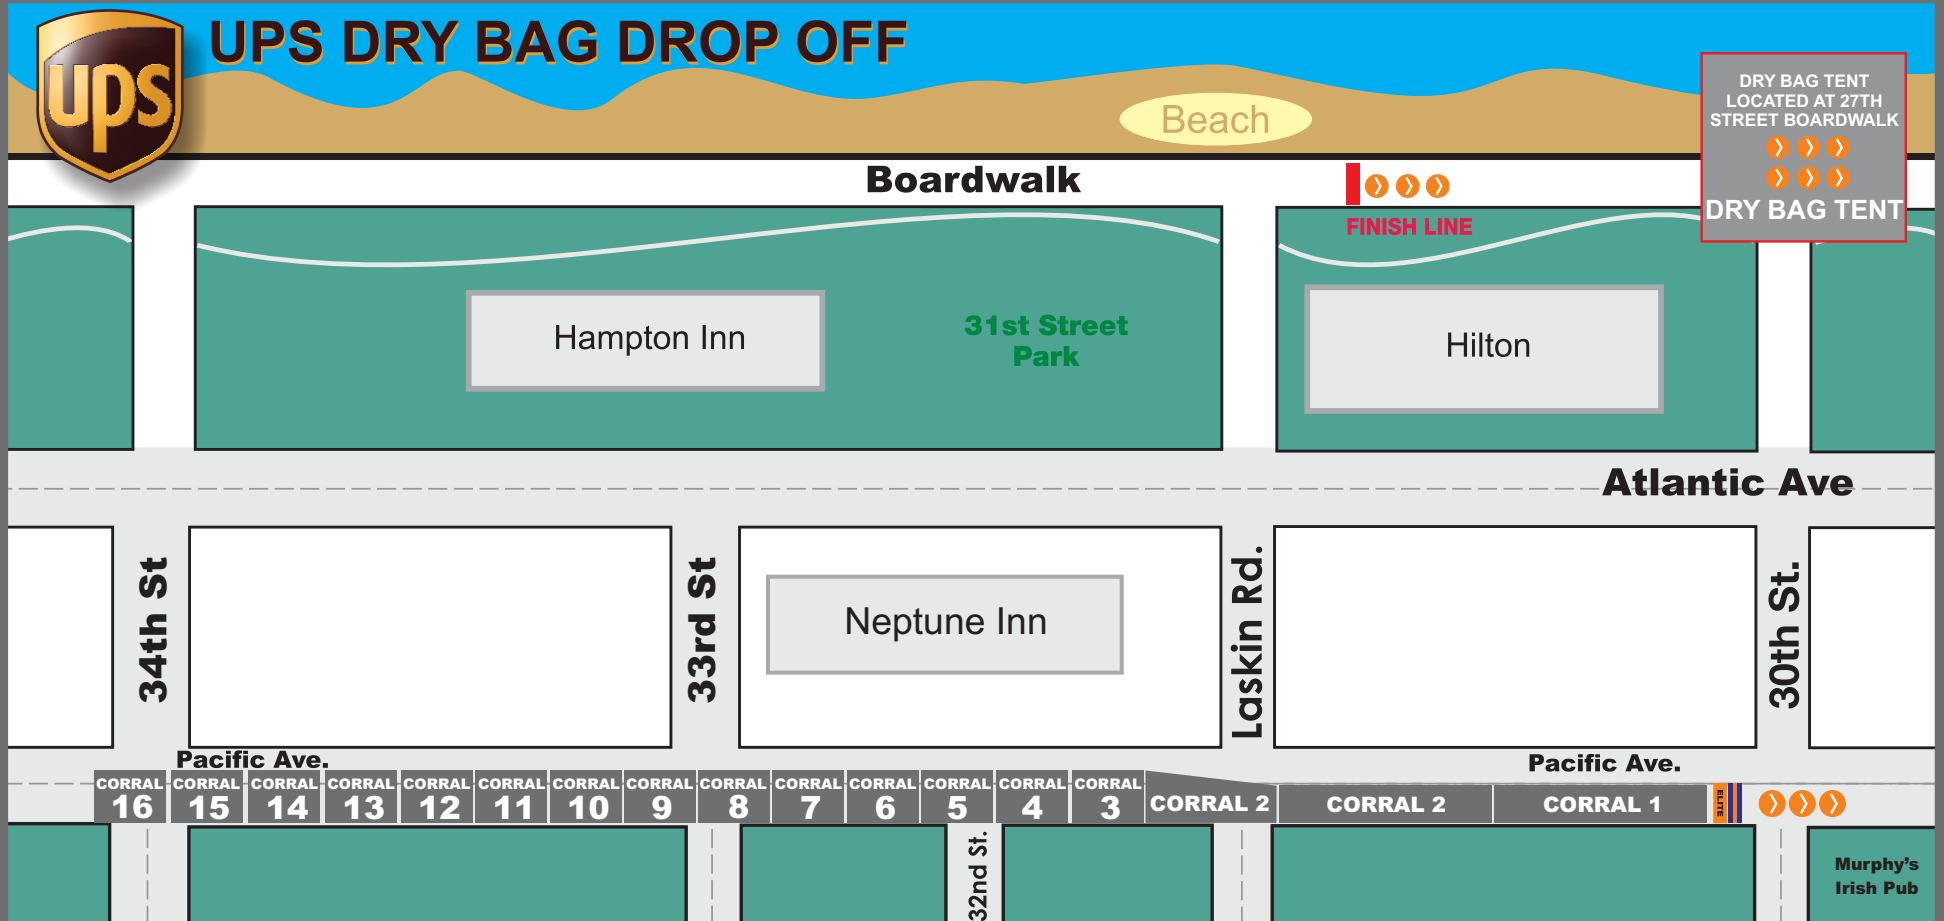 ups
UPS DRY BAG DROP OFF
DRY BAG TENT
LOCATED AT 27TH
STREET BOARDWALK
DRY BAG TENT
Beach
Boardwalk
FINISH LINE
Hampton Inn
31st Street
Park
Hilton
Atlantic Ave
34th St
33rd St
Neptune Inn
Laskin Rd.
30th St.
Pacific Ave.
Pacific Ave.
CORRAL
16
CORRAL
15
CORRAL
14
CORRAL
13
CORRAL
12
CORRAL
11
CORRAL
10
CORRAL
9
CORRAL
8
CORRAL
7
CORRAL
6
CORRAL
5
CORRAL
4
CORRAL
3
CORRAL 2
CORRAL 2
CORRAL 1
ELITE
32nd St.
Murphy's
Irish Pub